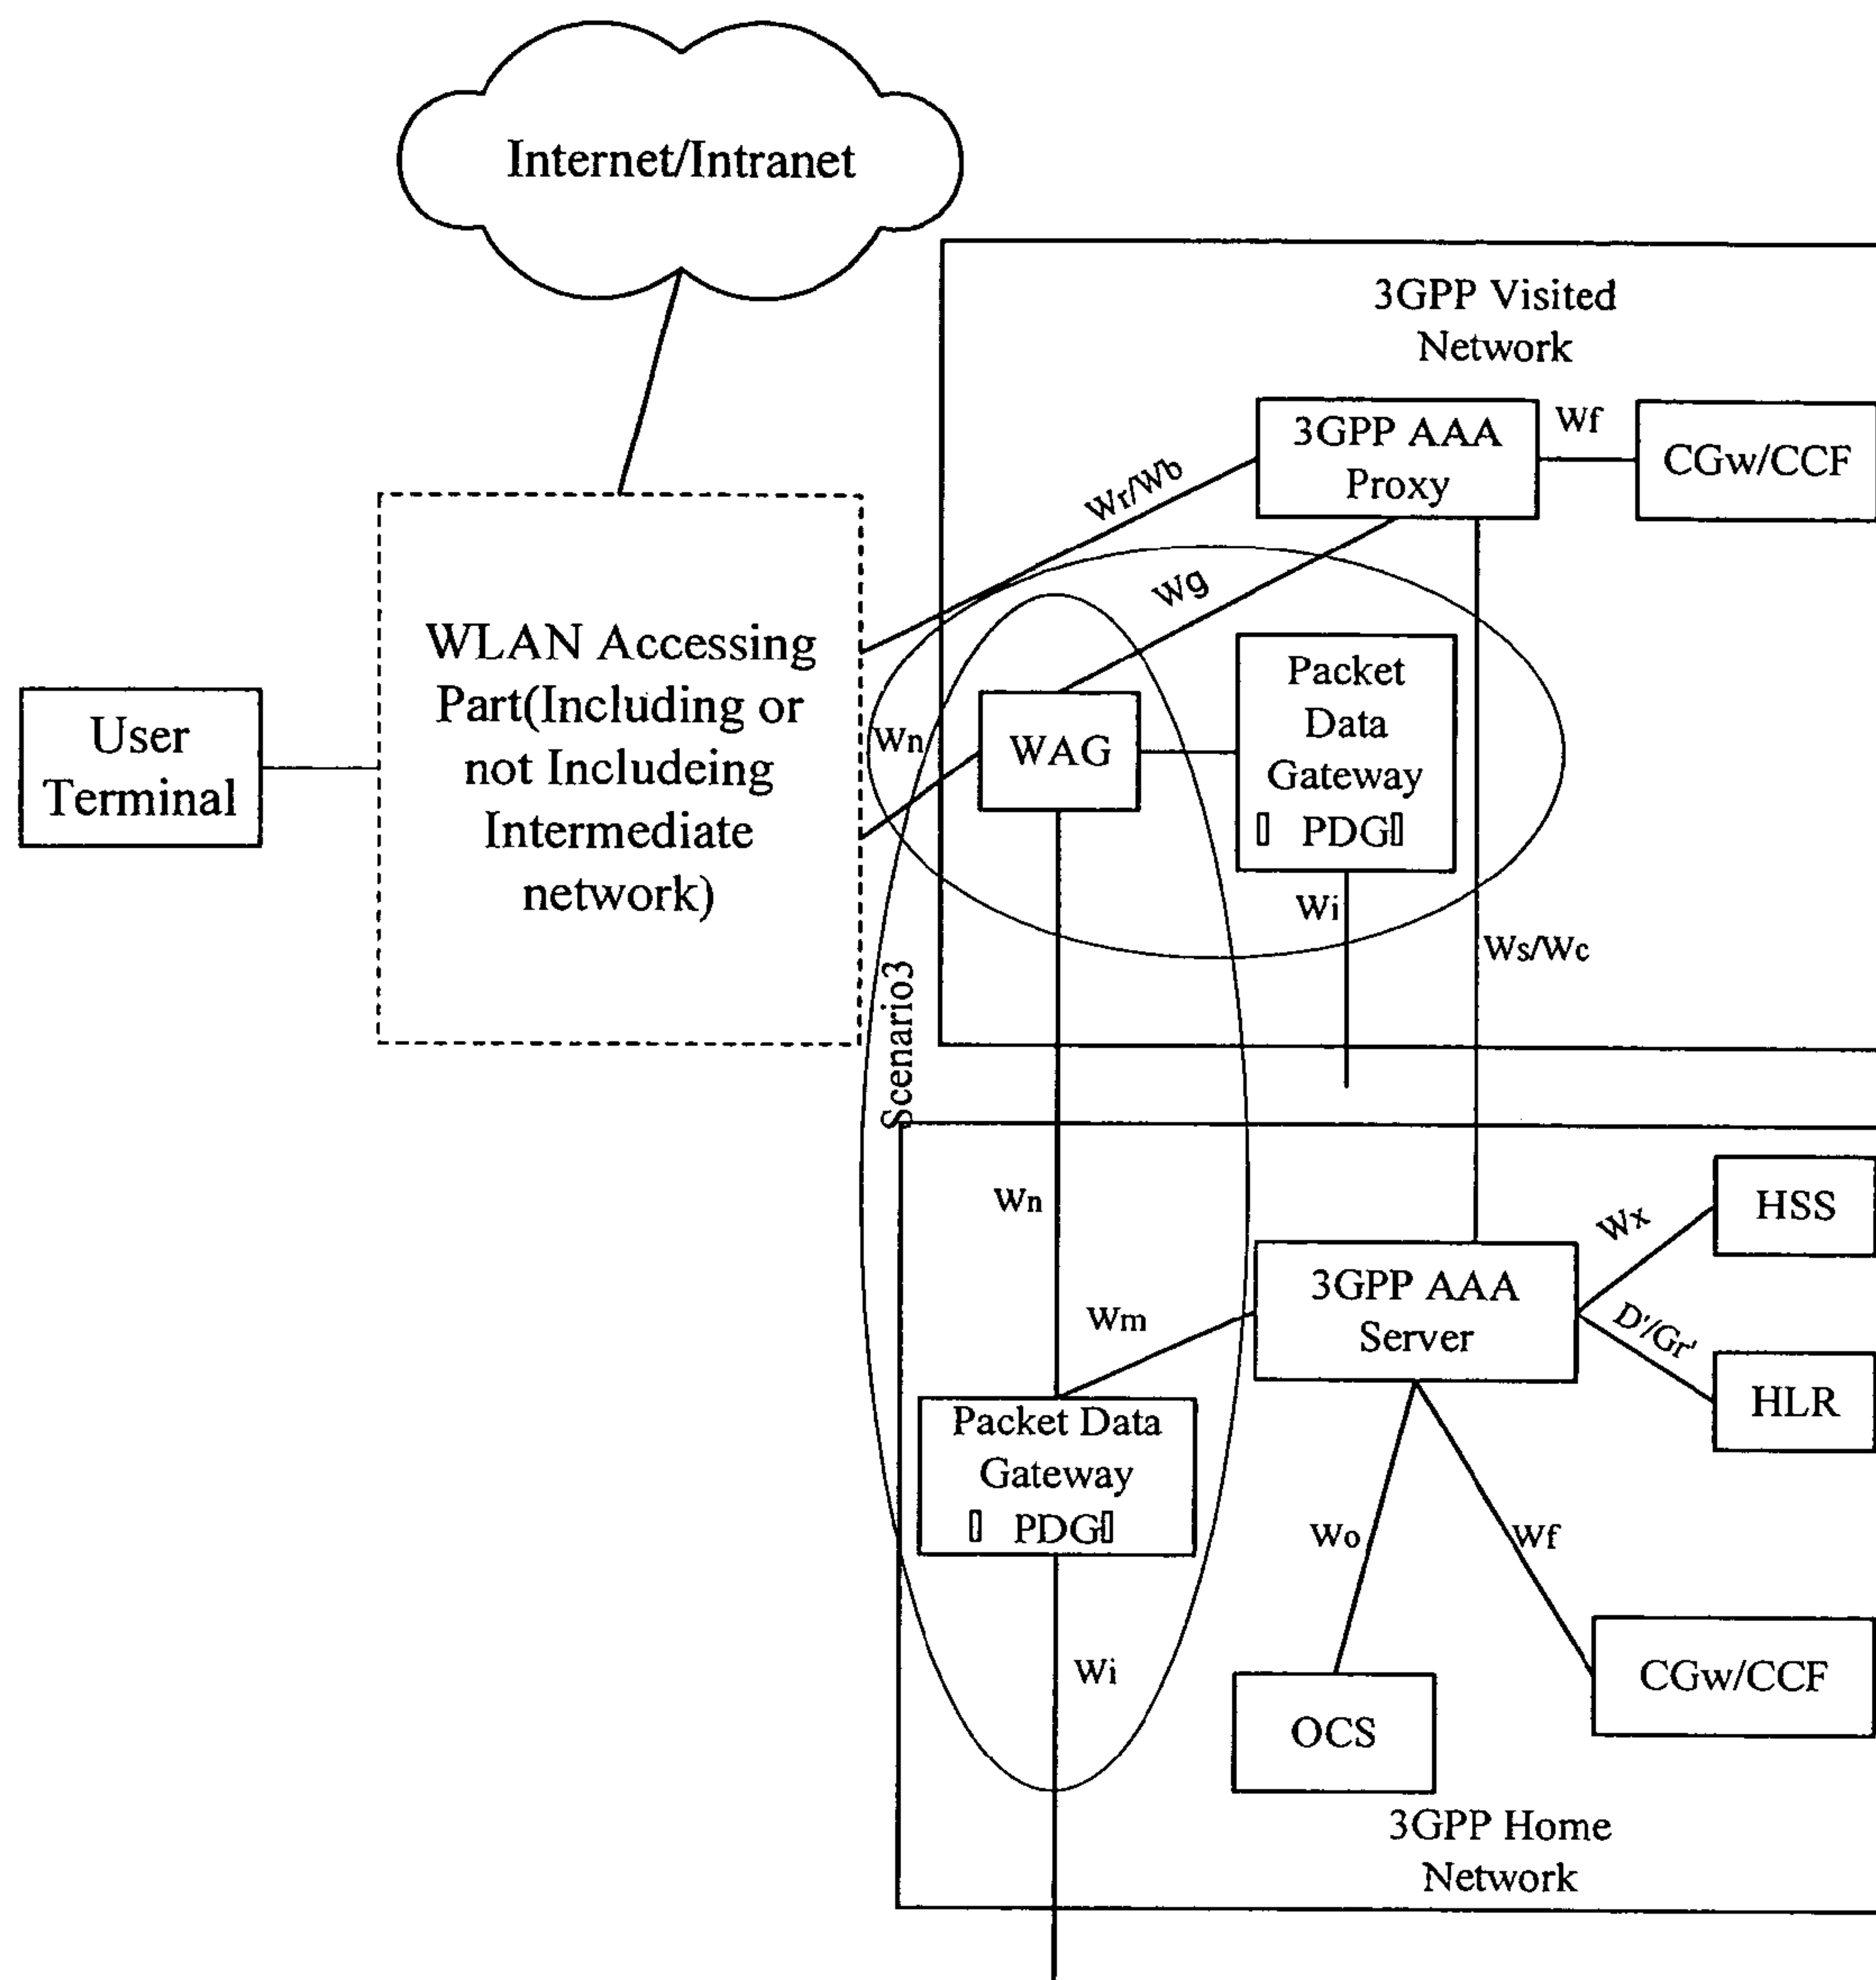 Internet/Intranet
3GPP Visited
Network
3GPP AAA
Proxy
Wf
CGw/CCF
Wr/Wb
Wg
User
Terminal
WLAN Accessing
Part(Including or
not Includeing
Intermediate
network)
Wn
WAG
Packet
Data
Gateway
PDG
Wi
Ws/Wc
Scenario3
Wn
Wm
3GPP AAA
Server
Wx
HSS
D'/Gr'
HLR
Packet Data
Gateway
PDG
Wo
Wf
Wi
OCS
CGw/CCF
3GPP Home
Network